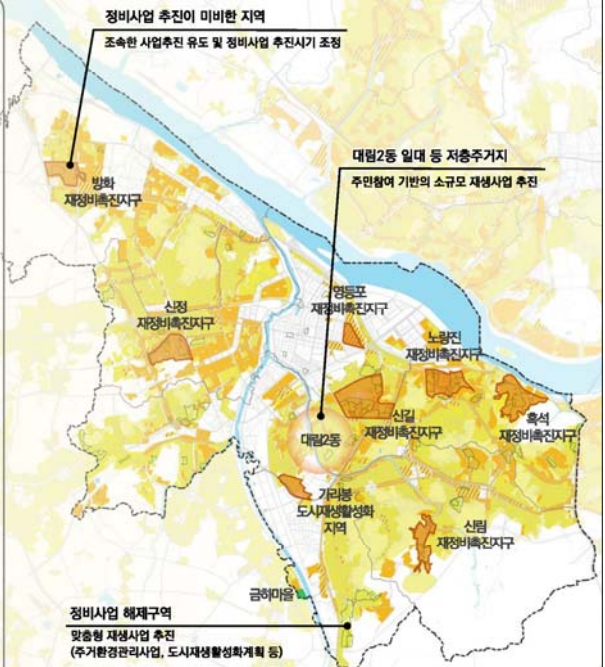 정비사업 추진이 미비한 지역
조속한 사업추진 유도 및 정비사업 추진시기 조정
대림2동 일대 등 저층주거지
주민참여 기반의 소규모 재생사업 추진
방화
재정비촉진지구
영등포
재정비촉진지구
신정
재정비촉진지구
노량진
재정비촉진지구
신길
재정비촉진지구
흑석
재정비촉진지구
대림2동
가리봉
도시재생활성화
지역
신림
재정비촉진지구
금하마을
정비사업 해제구역
맞춤형 재생사업 추진
(주거환경관리사업, 도시재생활성화계획 등)